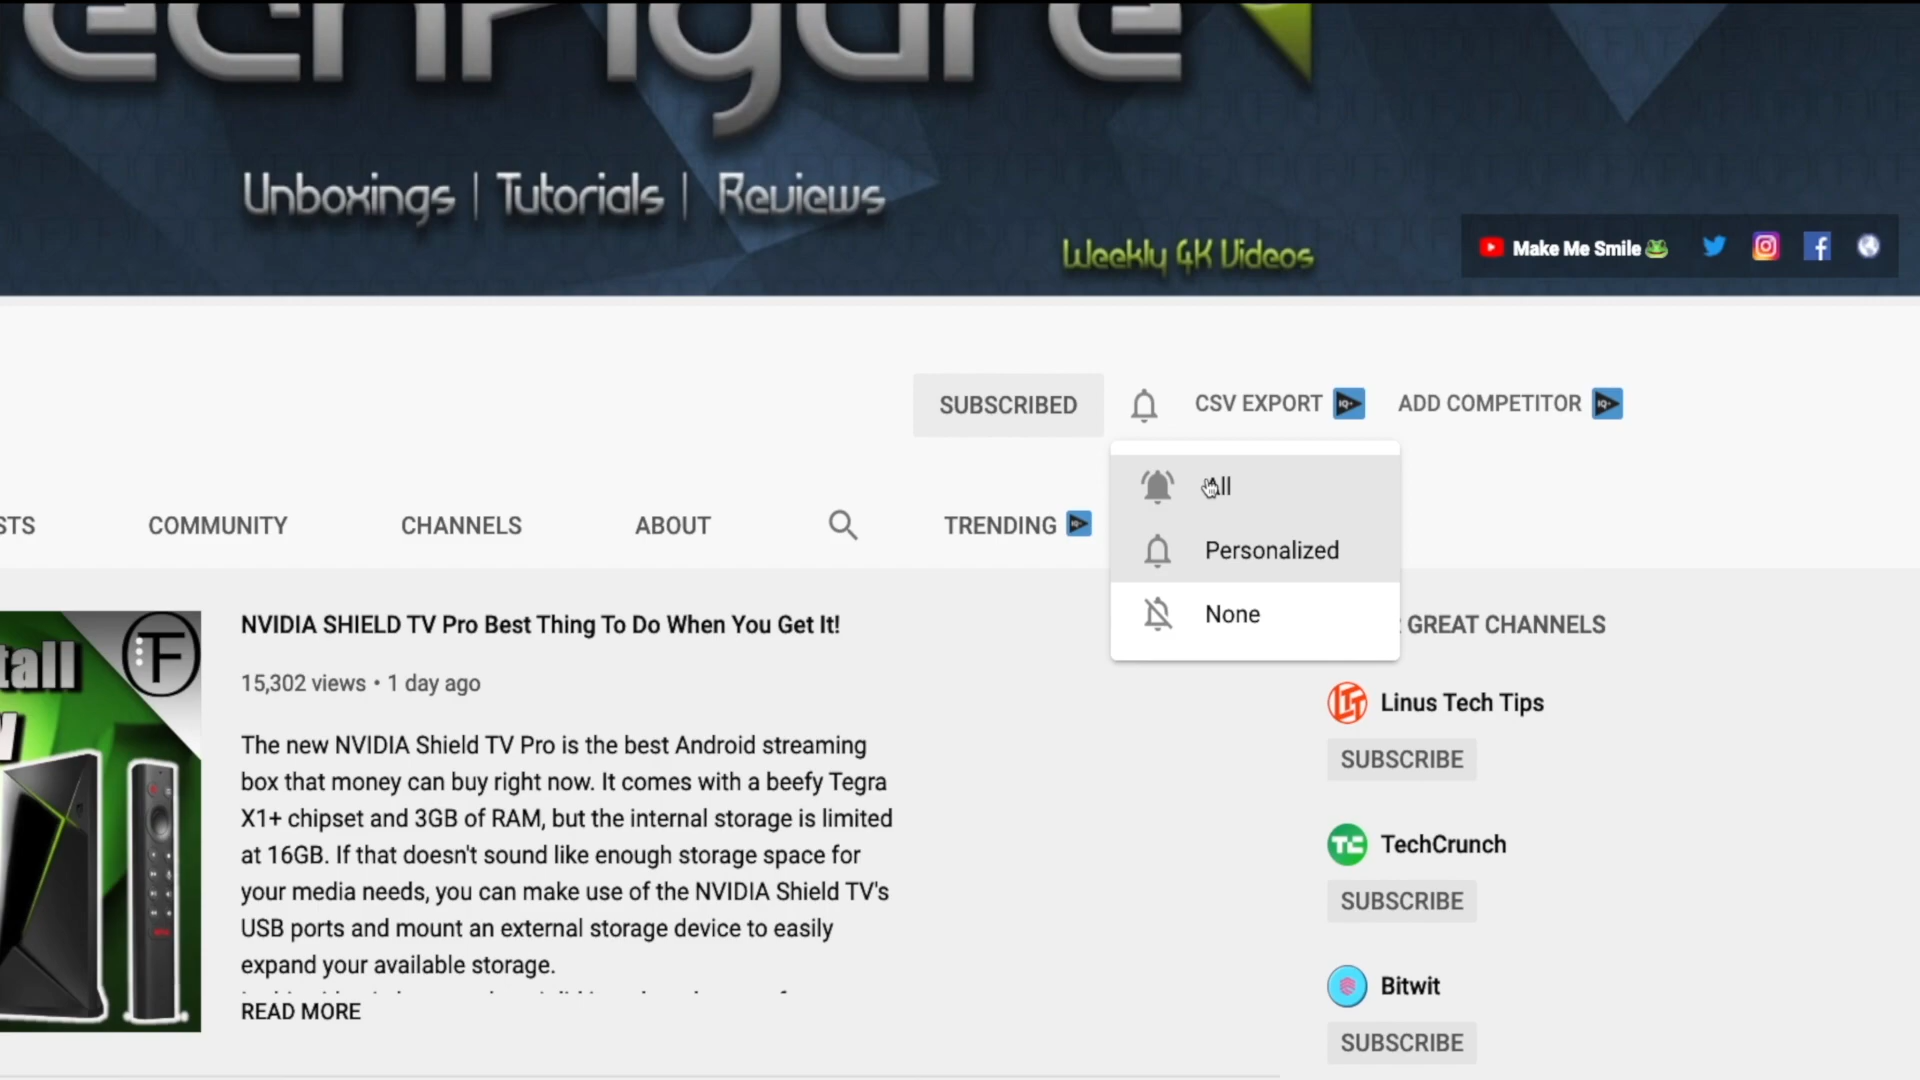 echFigure
Unboxings | Tutorials | Reviews
Weekly 4K Videos
Make Me Smile🐸
SUBSCRIBED
CSV EXPORT IQ+
ADD COMPETITOR IQ+
All
STS
COMMUNITY
CHANNELS
ABOUT
TRENDING IQ+
Personalized
None
NVIDIA SHIELD TV Pro Best Thing To Do When You Get It!
GREAT CHANNELS
15,302 views • 1 day ago
The new NVIDIA Shield TV Pro is the best Android streaming
box that money can buy right now. It comes with a beefy Tegra
X1+ chipset and 3GB of RAM, but the internal storage is limited
at 16GB. If that doesn't sound like enough storage space for
your media needs, you can make use of the NVIDIA Shield TV's
USB ports and mount an external storage device to easily
expand your available storage.
READ MORE
tall
F
Linus Tech Tips
SUBSCRIBE
TechCrunch
SUBSCRIBE
Bitwit
SUBSCRIBE